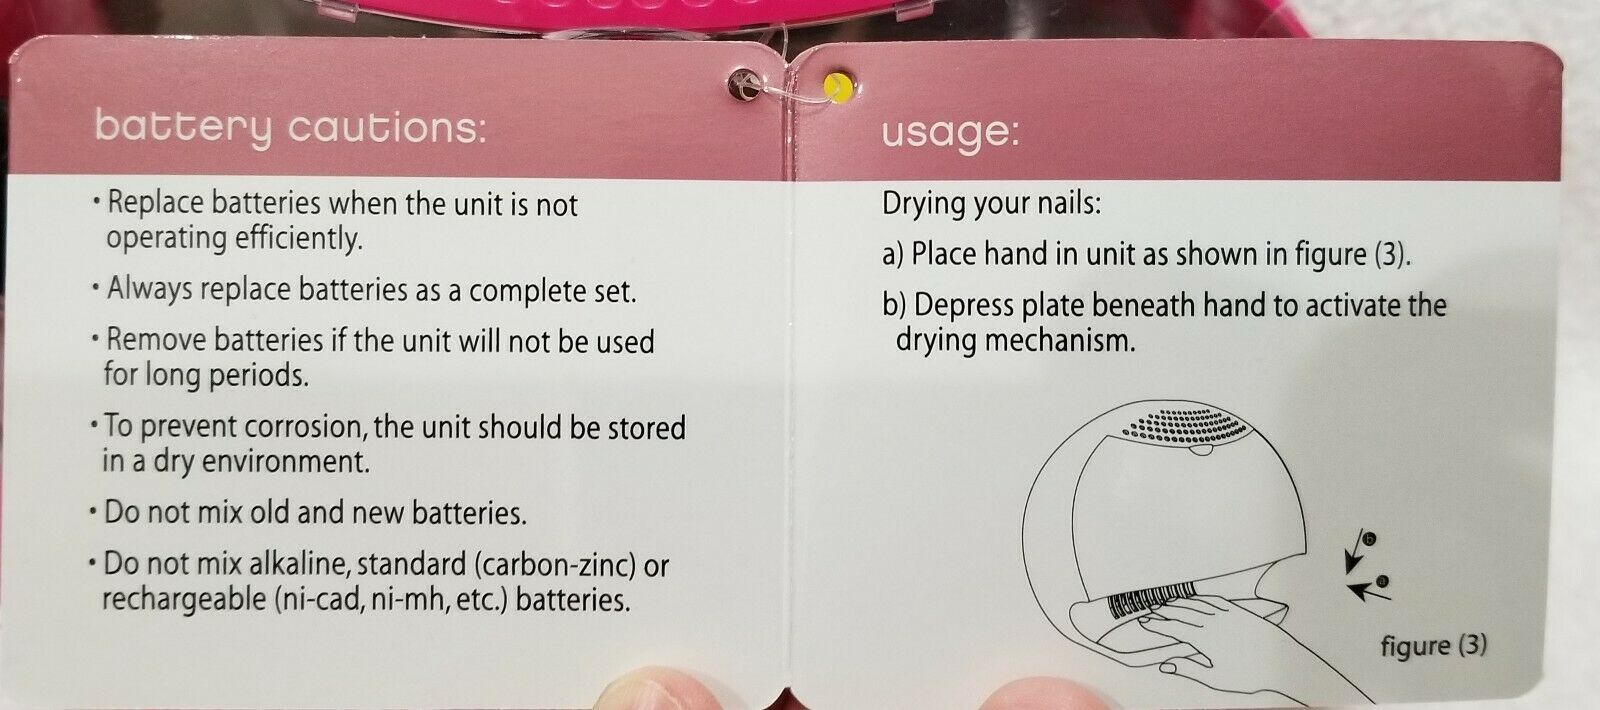 battery cautions:
• Replace batteries when the unit is not
operating efficiently.
• Always replace batteries as a complete set.
• Remove batteries if the unit will not be used
for long periods.
• To prevent corrosion, the unit should be stored
in a dry environment.
• Do not mix old and new batteries.
• Do not mix alkaline, standard (carbon-zinc) or
rechargeable (ni-cad, ni-mh, etc.) batteries.
usage:
Drying your nails:
a) Place hand in unit as shown in figure (3).
b) Depress plate beneath hand to activate the
drying mechanism.
b
a
figure (3)